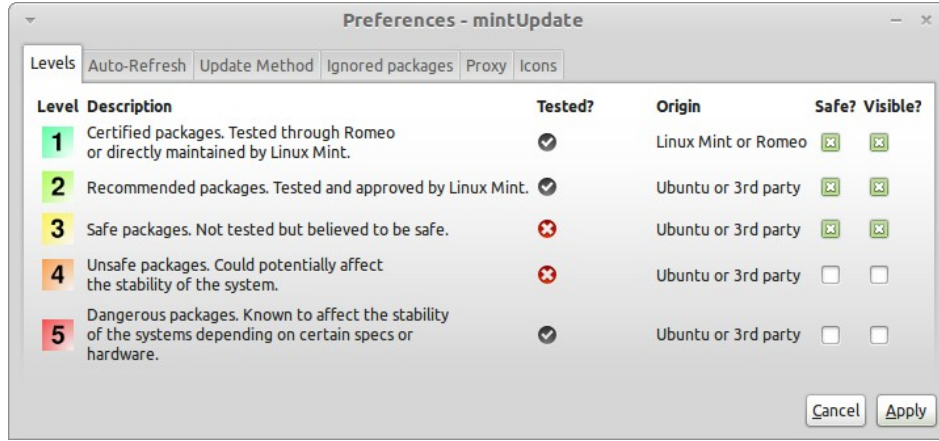 Preferences - mintUpdate
Levels Auto-Refresh Update Method Ignored packages Proxy Icons
Level Description Tested? Origin Safe? Visible?
1 Certified packages. Tested through Romeo Linux Mint or Romeo
or directly maintained by Linux Mint.
2 Recommended packages. Tested and approved by Linux Mint. Ubuntu or 3rd party
3 Safe packages. Not tested but believed to be safe. Ubuntu or 3rd party
4 Unsafe packages. Could potentially affect Ubuntu or 3rd party
the stability of the system.
5 Dangerous packages. Known to affect the stability
of the systems depending on certain specs or Ubuntu or 3rd party
hardware.
Cancel Apply